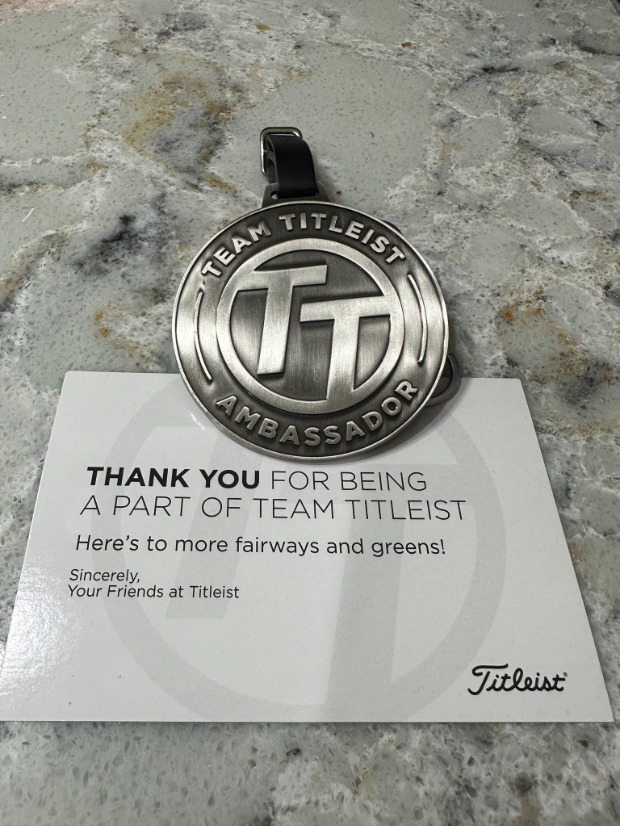 TEAM TITLEIST
TT
AMBASSADOR
THANK YOU FOR BEING
A PART OF TEAM TITLEIST
Here's to more fairways and greens!
Sincerely,
Your Friends at Titleist
Titleist®